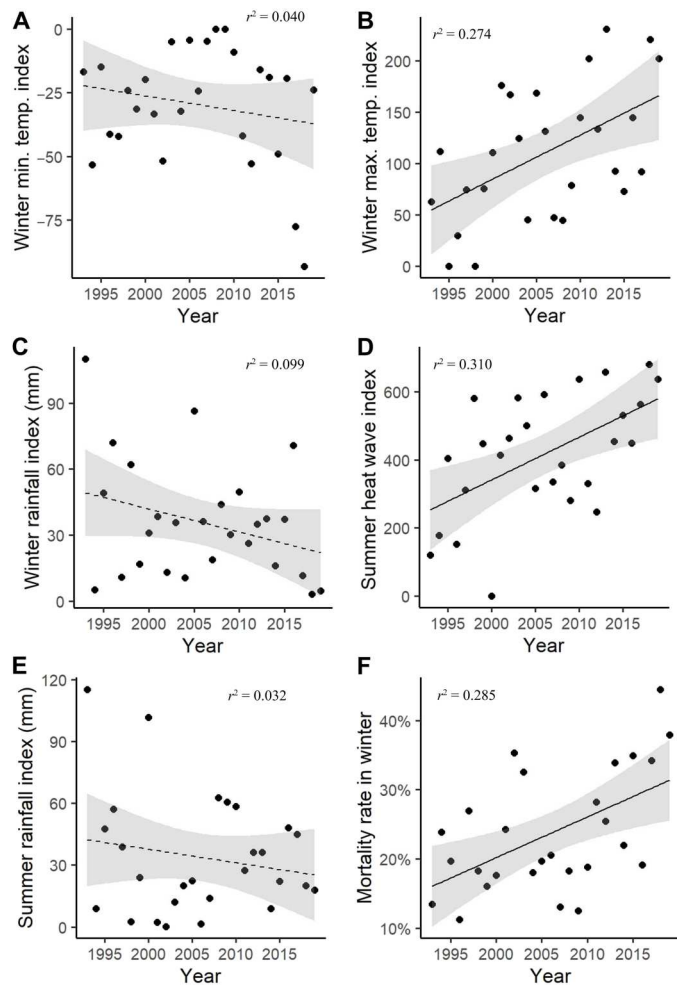 A
r² = 0.040
Winter min. temp. index
0
−25
−50
−75
1995 2000 2005 2010 2015
Year
B
r² = 0.274
Winter max. temp. index
200
150
100
50
0
1995 2000 2005 2010 2015
Year
C
r² = 0.099
Winter rainfall index (mm)
90
60
30
0
1995 2000 2005 2010 2015
Year
D
r² = 0.310
Summer heat wave index
600
400
200
0
1995 2000 2005 2010 2015
Year
E
r² = 0.032
Summer rainfall index (mm)
120
90
60
30
0
1995 2000 2005 2010 2015
Year
F
r² = 0.285
Mortality rate in winter
40%
30%
20%
10%
1995 2000 2005 2010 2015
Year